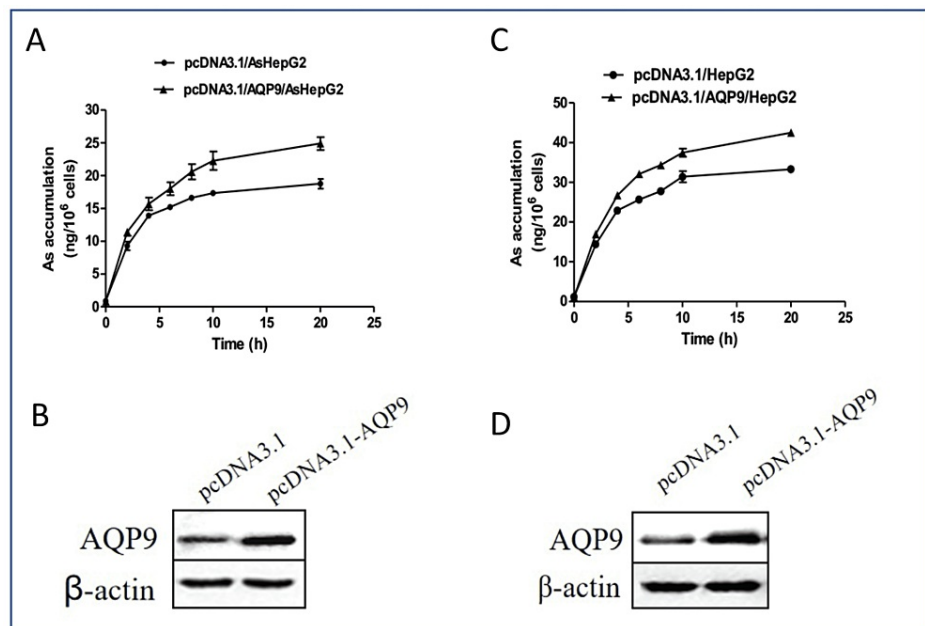 A
pcDNA3.1/AsHepG2
pcDNA3.1/AQP9/AsHepG2
As accumulation
(ng/10⁶ cells)
30
25
20
15
10
5
0
0 5 10 15 20 25
Time (h)
C
pcDNA3.1/HepG2
pcDNA3.1/AQP9/HepG2
As accumulation
(ng/10⁶ cells)
50
40
30
20
10
0
0 5 10 15 20 25
Time (h)
B
pcDNA3.1
pcDNA3.1-AQP9
AQP9
β-actin
D
pcDNA3.1
pcDNA3.1-AQP9
AQP9
β-actin